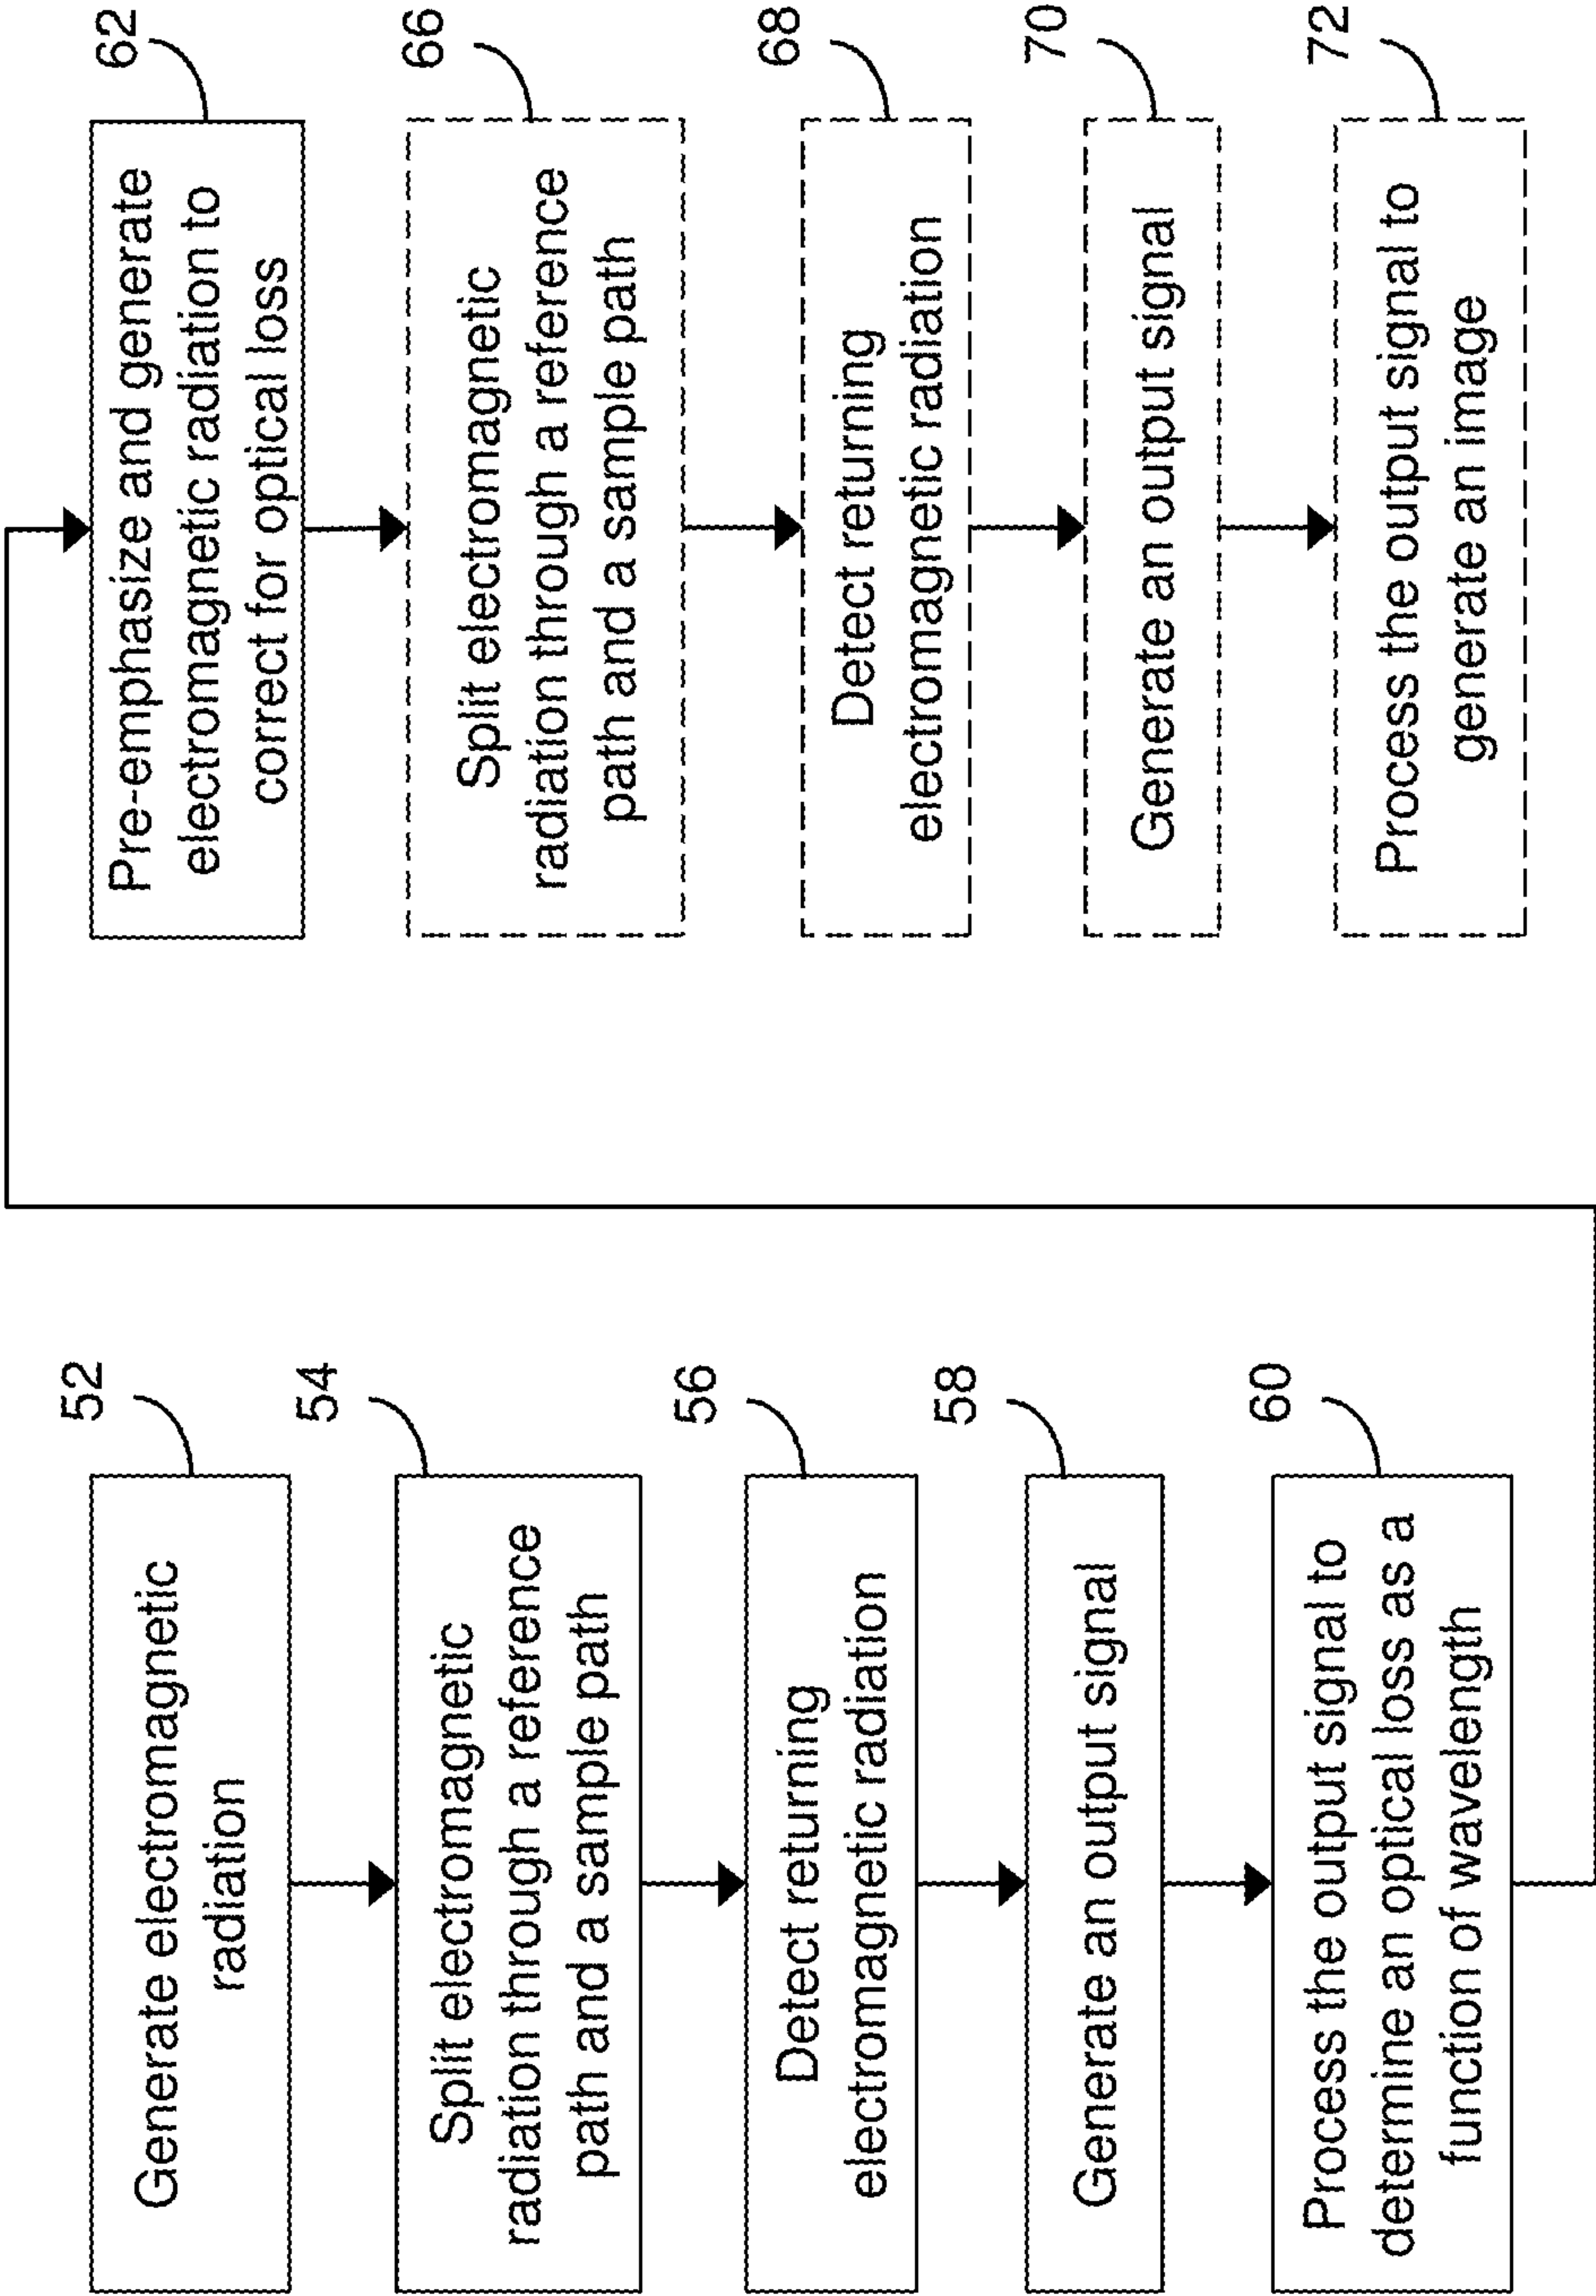 52
Generate electromagnetic
radiation
54
Split electromagnetic
radiation through a reference
path and a sample path
56
Detect returning
electromagnetic radiation
58
Generate an output signal
60
Process the output signal to
determine an optical loss as a
function of wavelength
62
Pre-emphasize and generate
electromagnetic radiation to
correct for optical loss
66
Split electromagnetic
radiation through a reference
path and a sample path
68
Detect returning
electromagnetic radiation
70
Generate an output signal
72
Process the output signal to
generate an image